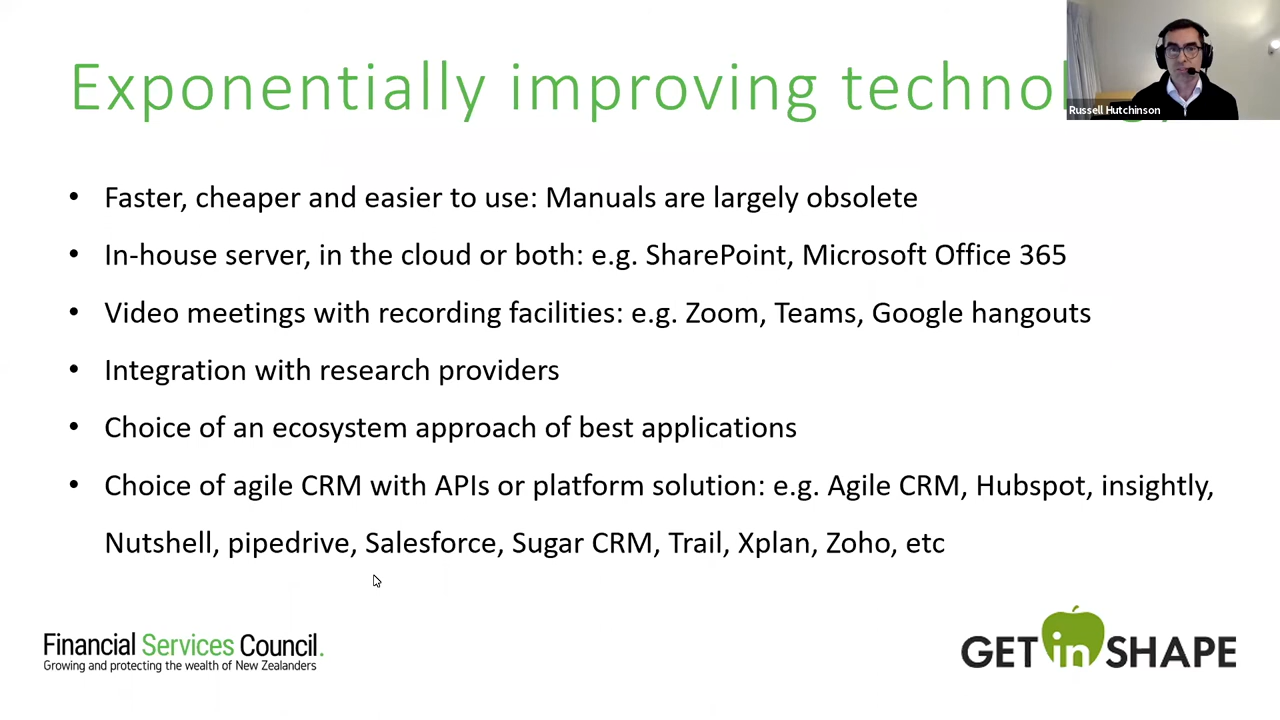 Exponentially improving technol
Russell Hutchinson
• Faster, cheaper and easier to use: Manuals are largely obsolete
• In-house server, in the cloud or both: e.g. SharePoint, Microsoft Office 365
• Video meetings with recording facilities: e.g. Zoom, Teams, Google hangouts
• Integration with research providers
• Choice of an ecosystem approach of best applications
• Choice of agile CRM with APIs or platform solution: e.g. Agile CRM, Hubspot, insightly,
Nutshell, pipedrive, Salesforce, Sugar CRM, Trail, Xplan, Zoho, etc
Financial Services Council.
Growing and protecting the wealth of New Zealanders
GET in SHAPE